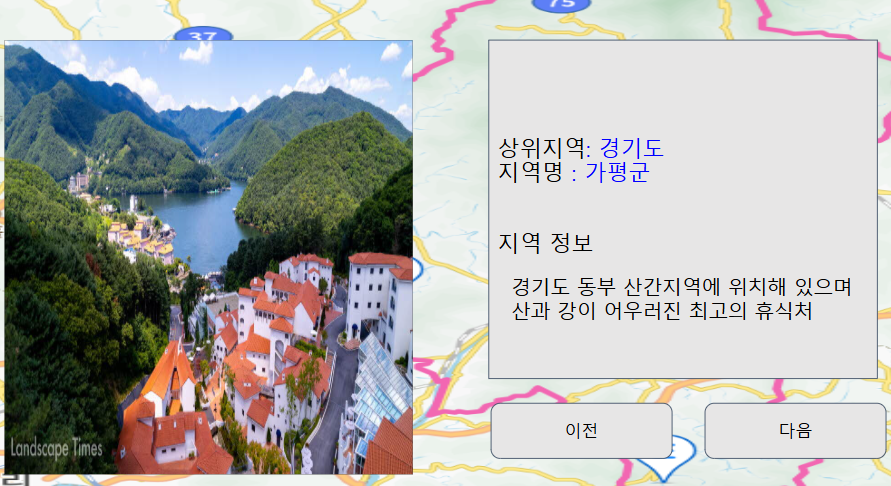 75
37
상위지역: 경기도
지역명 : 가평군
지역 정보
경기도 동부 산간지역에 위치해 있으며
산과 강이 어우러진 최고의 휴식처
Landscape Times
이전
다음